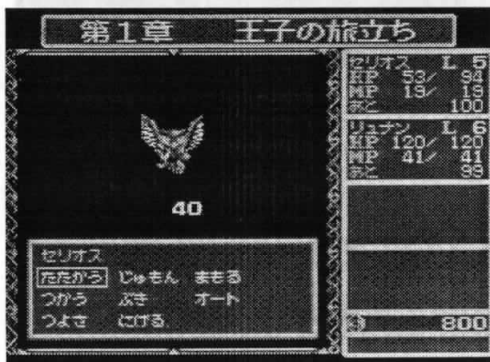 第1章 王子の旅立ち
セリオス L 5
HP 53/ 94
MP 19/ 19
あと 100
リュナン L 6
HP 120/ 120
MP 41/ 41
あと 99
40
セリオス
たたかう じゅもん まもる
つかう ぶき オート
つよさ にげる
800